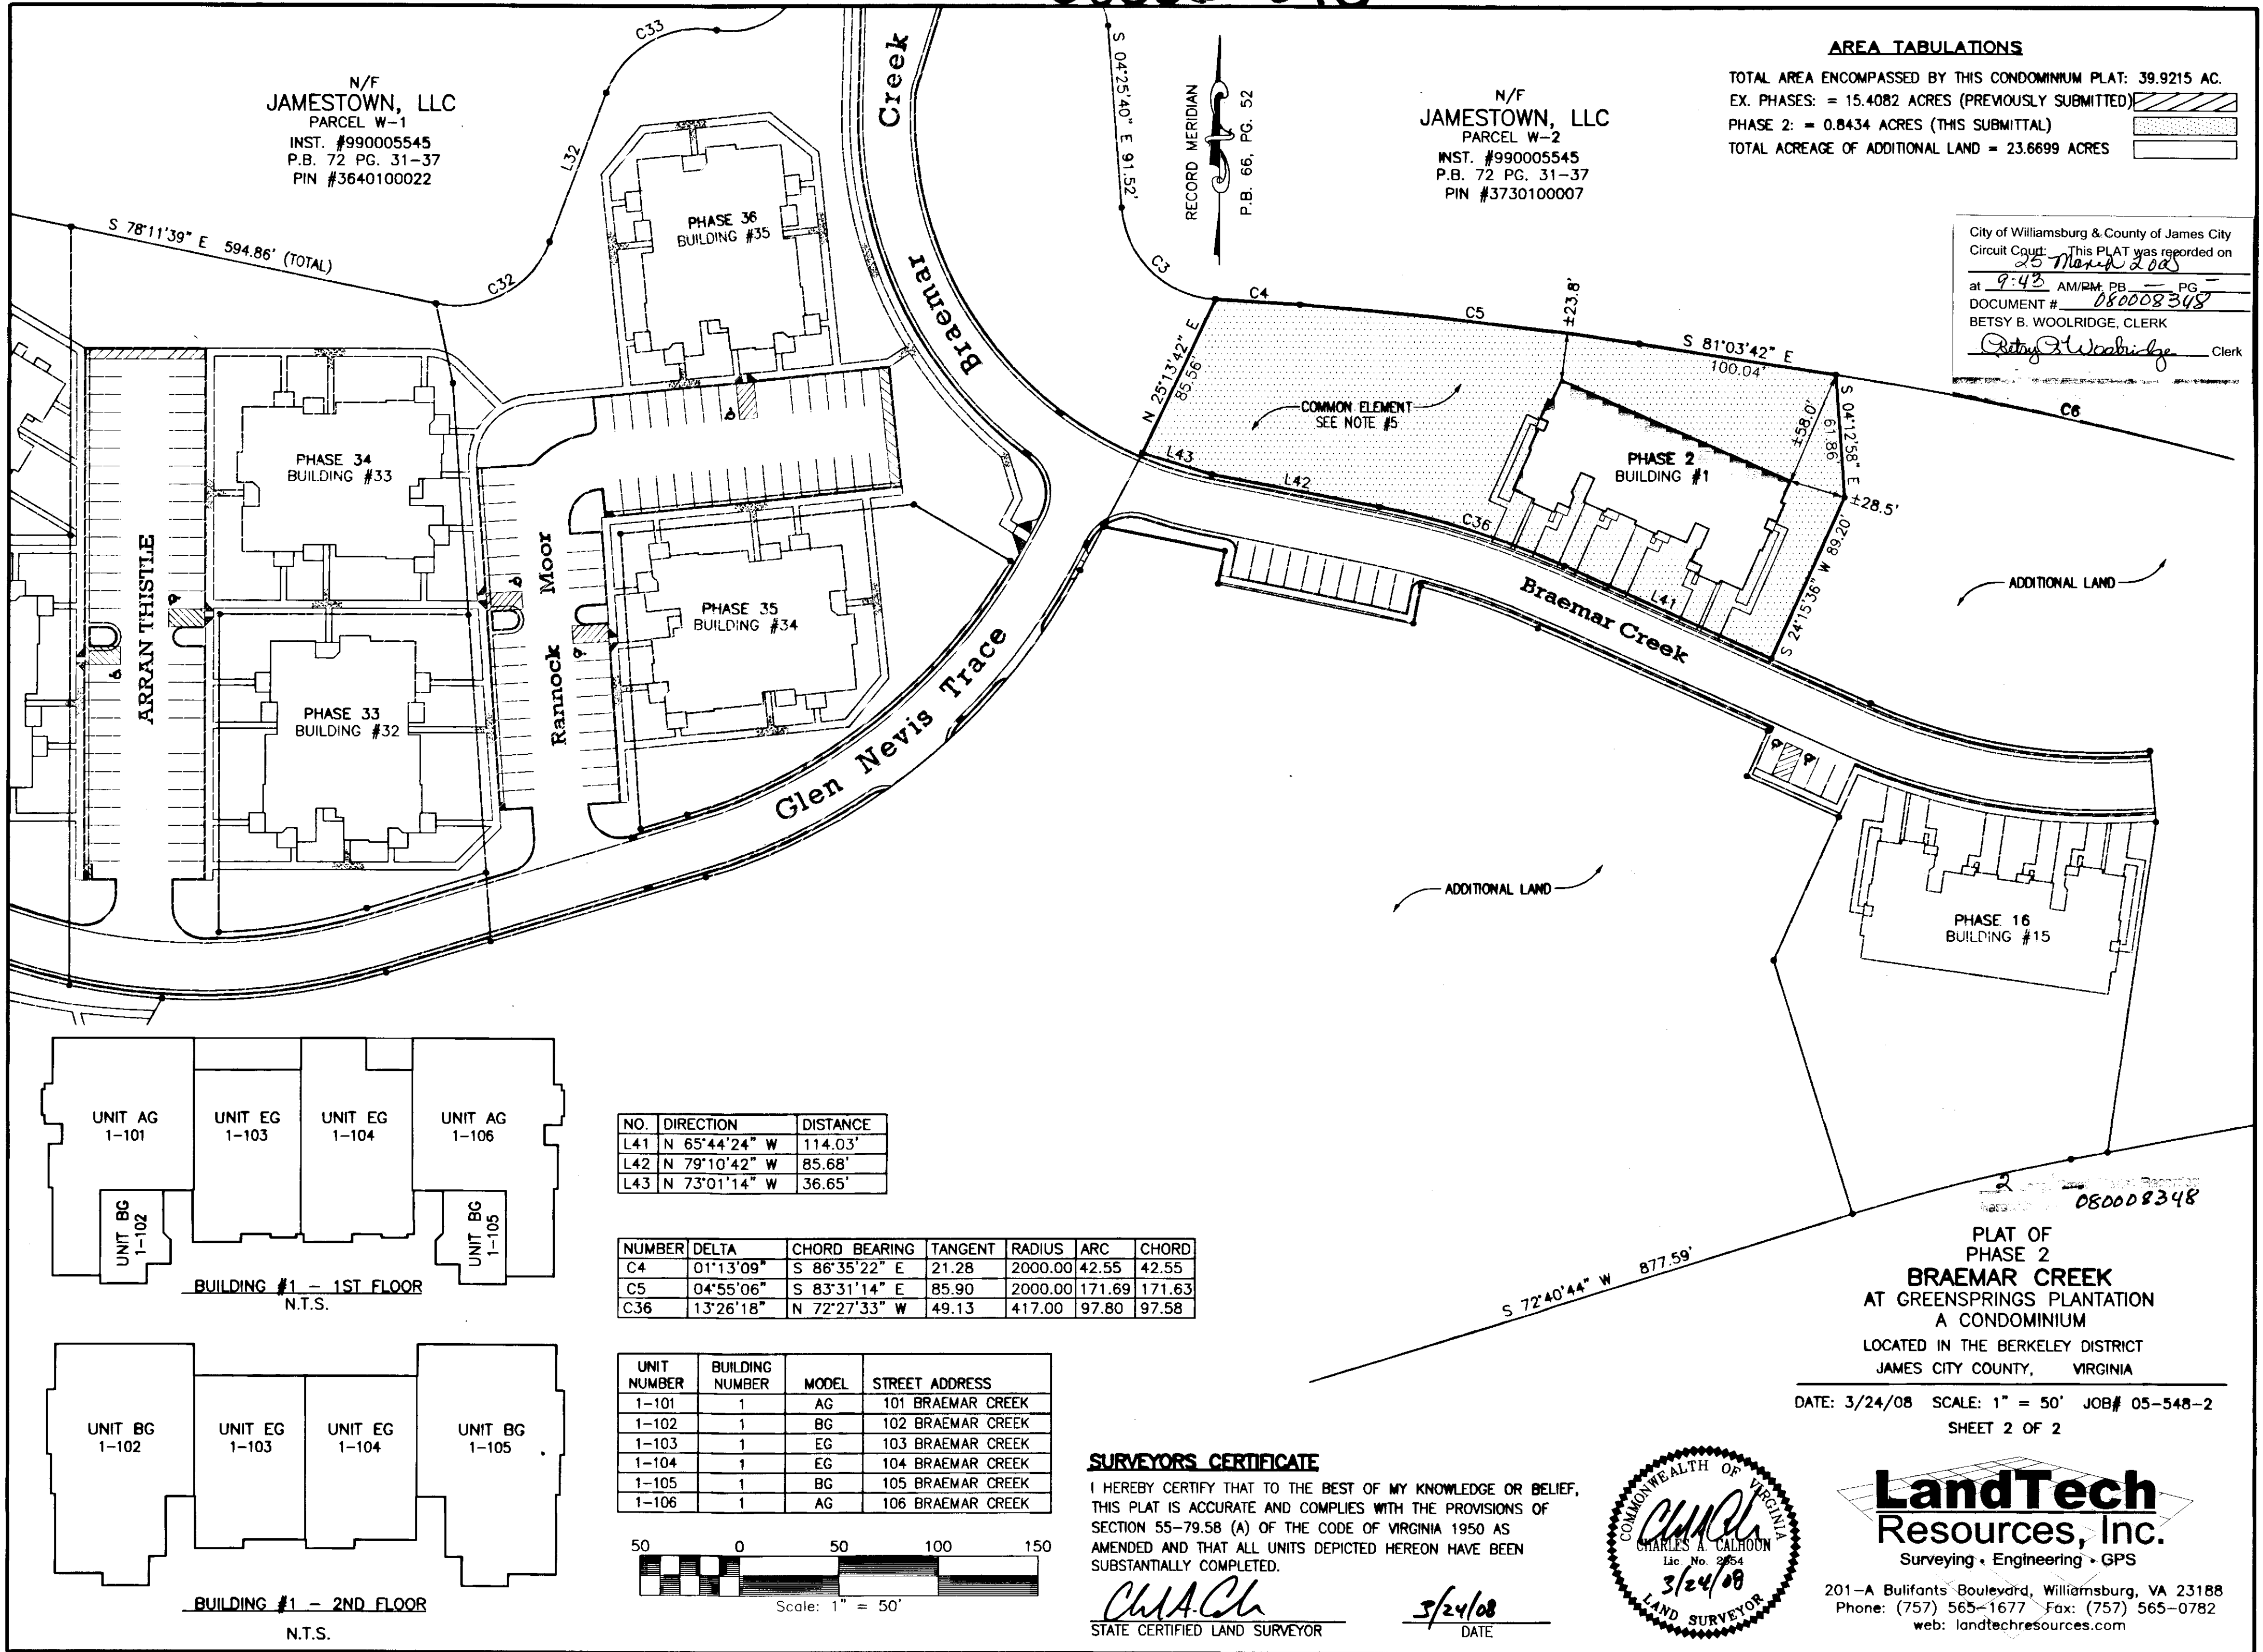 AREA TABULATIONS
TOTAL AREA ENCOMPASSED BY THIS CONDOMINIUM PLAT: 39.9215 AC.
EX. PHASES: = 15.4082 ACRES (PREVIOUSLY SUBMITTED)
PHASE 2: = 0.8434 ACRES (THIS SUBMITTAL)
TOTAL ACREAGE OF ADDITIONAL LAND = 23.6699 ACRES
N/F
JAMESTOWN, LLC
PARCEL W-1
INST. #990005545
P.B. 72 PG. 31-37
PIN #3640100022
N/F
JAMESTOWN, LLC
PARCEL W-2
INST. #990005545
P.B. 72 PG. 31-37
PIN #3730100007
RECORD MERIDIAN
P.B. 66, PG. 52
City of Williamsburg & County of James City
Circuit Court: This PLAT was recorded on
25 March 2008
at 9:43 AM/PM. PB — PG —
DOCUMENT # 080008348
BETSY B. WOOLRIDGE, CLERK
Betsy B Woolridge Clerk
C33
L32
C32
S 78°11'39" E 594.86' (TOTAL)
S 04°25'40" E 91.52'
C3
C4
C5
±23.8'
S 81°03'42" E
100.04'
C6
N 25°13'42" E
85.56'
COMMON ELEMENT
SEE NOTE #5
PHASE 2
BUILDING #1
±58.0'
S 04°12'58" E
61.86'
±28.5'
S 24°15'36" W 89.20'
L43
L42
C36
L41
Braemar Creek
Braemar Creek
ADDITIONAL LAND
ADDITIONAL LAND
PHASE 36
BUILDING #35
PHASE 34
BUILDING #33
PHASE 35
BUILDING #34
PHASE 33
BUILDING #32
PHASE 16
BUILDING #15
ARRAN THISTLE
Rannock Moor
Glen Nevis Trace
S 72°40'44" W 877.59'
UNIT AG
1-101
UNIT EG
1-103
UNIT EG
1-104
UNIT AG
1-106
UNIT BG
1-102
UNIT BG
1-105
BUILDING #1 - 1ST FLOOR
N.T.S.
UNIT BG
1-102
UNIT EG
1-103
UNIT EG
1-104
UNIT BG
1-105
BUILDING #1 - 2ND FLOOR
N.T.S.
NO. DIRECTION DISTANCE
L41 N 65°44'24" W 114.03'
L42 N 79°10'42" W 85.68'
L43 N 73°01'14" W 36.65'
NUMBER DELTA CHORD BEARING TANGENT RADIUS ARC CHORD
C4 01°13'09" S 86°35'22" E 21.28 2000.00 42.55 42.55
C5 04°55'06" S 83°31'14" E 85.90 2000.00 171.69 171.63
C36 13°26'18" N 72°27'33" W 49.13 417.00 97.80 97.58
UNIT NUMBER BUILDING NUMBER MODEL STREET ADDRESS
1-101 1 AG 101 BRAEMAR CREEK
1-102 1 BG 102 BRAEMAR CREEK
1-103 1 EG 103 BRAEMAR CREEK
1-104 1 EG 104 BRAEMAR CREEK
1-105 1 BG 105 BRAEMAR CREEK
1-106 1 AG 106 BRAEMAR CREEK
50 0 50 100 150
Scale: 1" = 50'
SURVEYORS CERTIFICATE
I HEREBY CERTIFY THAT TO THE BEST OF MY KNOWLEDGE OR BELIEF,
THIS PLAT IS ACCURATE AND COMPLIES WITH THE PROVISIONS OF
SECTION 55-79.58 (A) OF THE CODE OF VIRGINIA 1950 AS
AMENDED AND THAT ALL UNITS DEPICTED HEREON HAVE BEEN
SUBSTANTIALLY COMPLETED.
3/24/08
STATE CERTIFIED LAND SURVEYOR DATE
COMMONWEALTH OF VIRGINIA
CHARLES A. CALHOUN
Lic. No. 2654
3/24/08
LAND SURVEYOR
2
080008348
PLAT OF
PHASE 2
BRAEMAR CREEK
AT GREENSPRINGS PLANTATION
A CONDOMINIUM
LOCATED IN THE BERKELEY DISTRICT
JAMES CITY COUNTY, VIRGINIA
DATE: 3/24/08 SCALE: 1" = 50' JOB# 05-548-2
SHEET 2 OF 2
LandTech
Resources, Inc.
Surveying • Engineering • GPS
201-A Bulifants Boulevard, Williamsburg, VA 23188
Phone: (757) 565-1677 Fax: (757) 565-0782
web: landtechresources.com